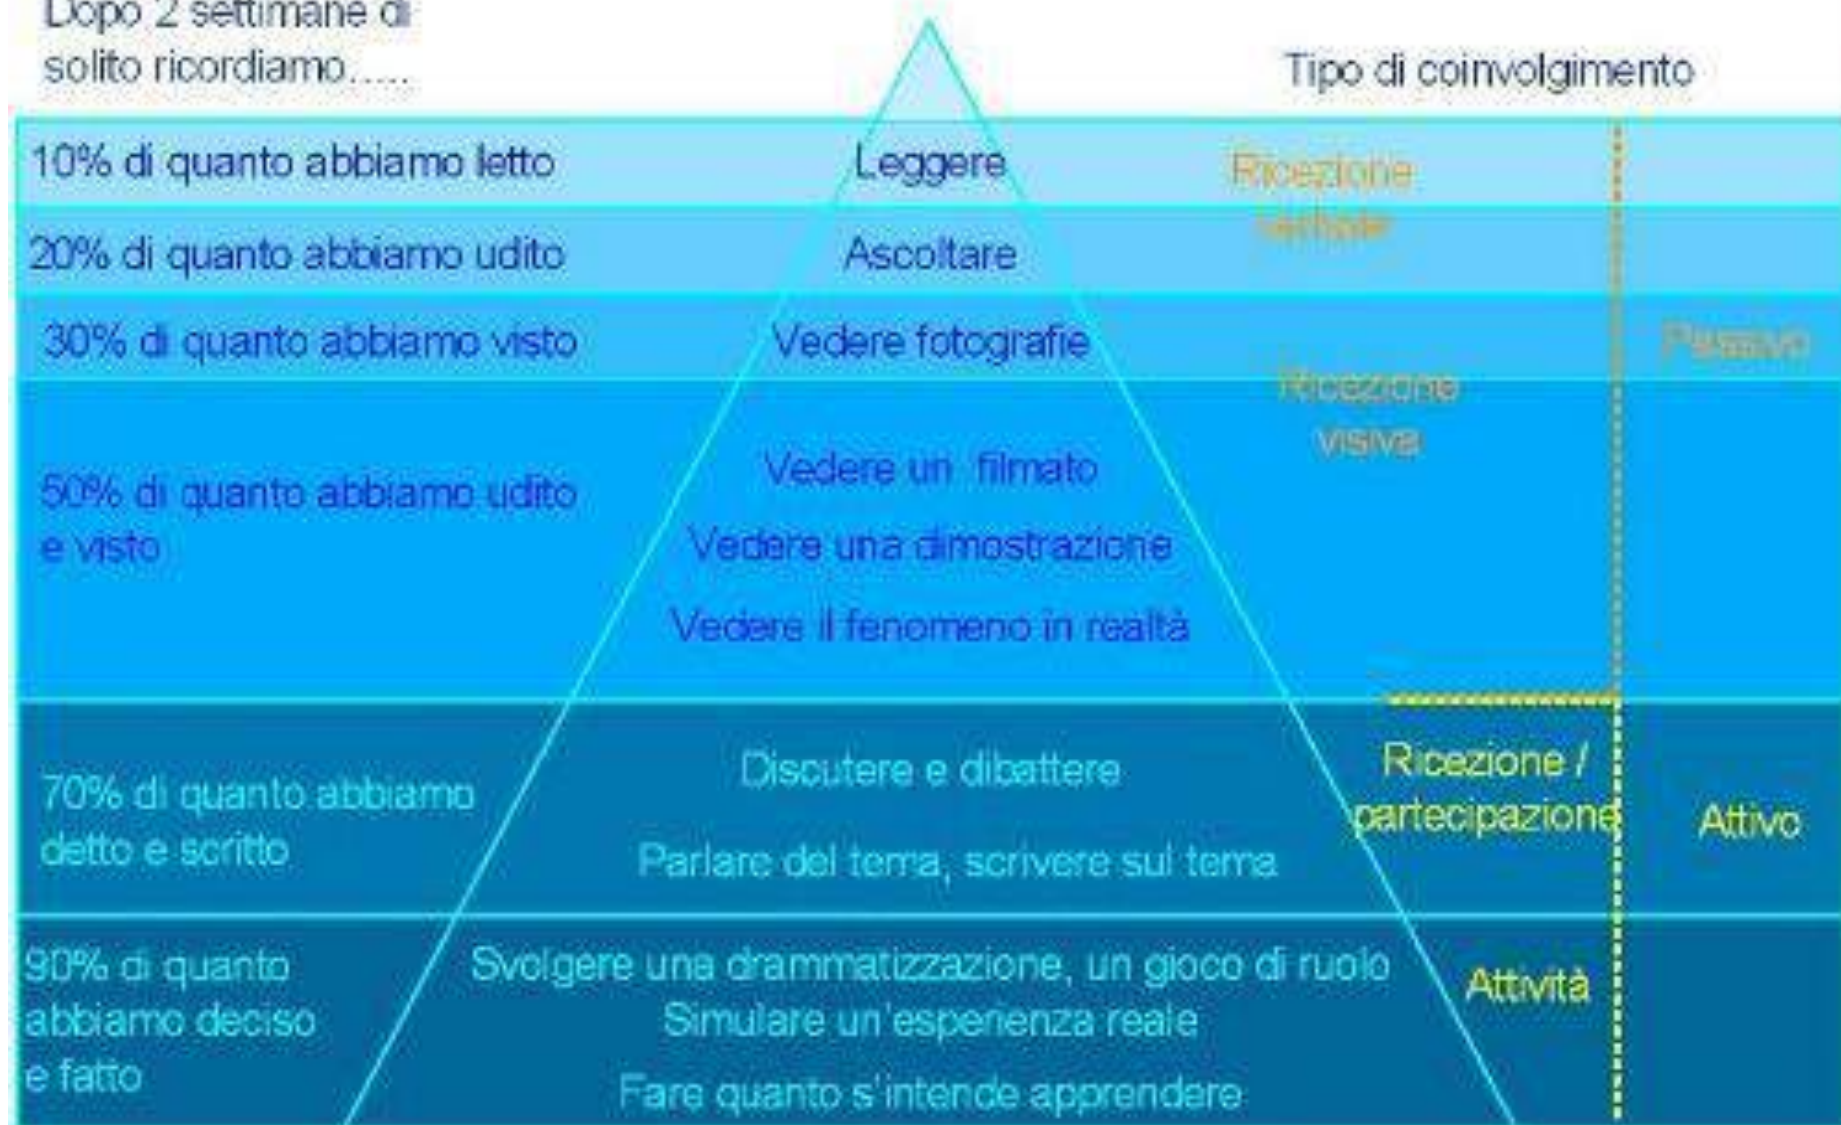 Dopo 2 settimane di
solito ricordiamo.....
Tipo di coinvolgimento
10% di quanto abbiamo letto
Leggere
Ricezione
verbale
20% di quanto abbiamo udito
Ascoltare
30% di quanto abbiamo visto
Vedere fotografie
Passivo
Ricezione
visiva
50% di quanto abbiamo udito
e visto
Vedere un filmato
Vedere una dimostrazione
Vedere il fenomeno in realtà
70% di quanto abbiamo
detto e scritto
Discutere e dibattere
Parlare del tema, scrivere sul tema
Ricezione /
partecipazione
Attivo
90% di quanto
abbiamo deciso
e fatto
Svolgere una drammatizzazione, un gioco di ruolo
Simulare un'esperienza reale
Fare quanto s'intende apprendere
Attività